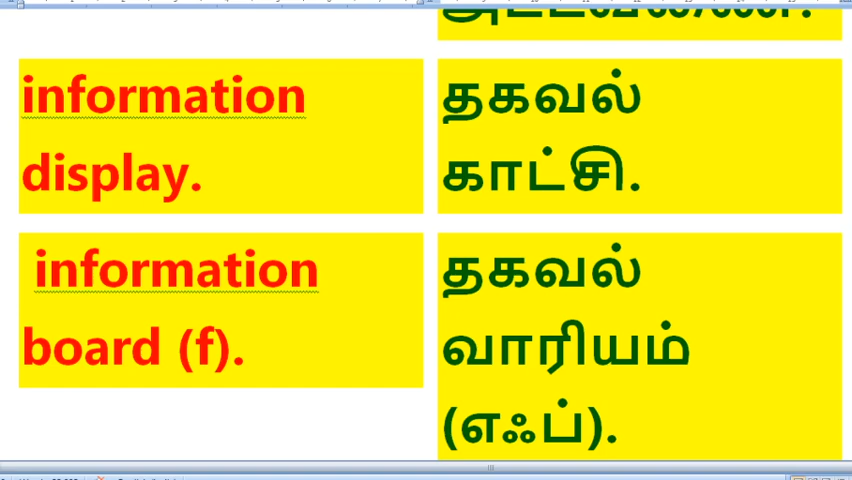 information
display.
தகவல்
காட்சி.
information
board (f).
தகவல்
வாரியம்
(எஃப்).